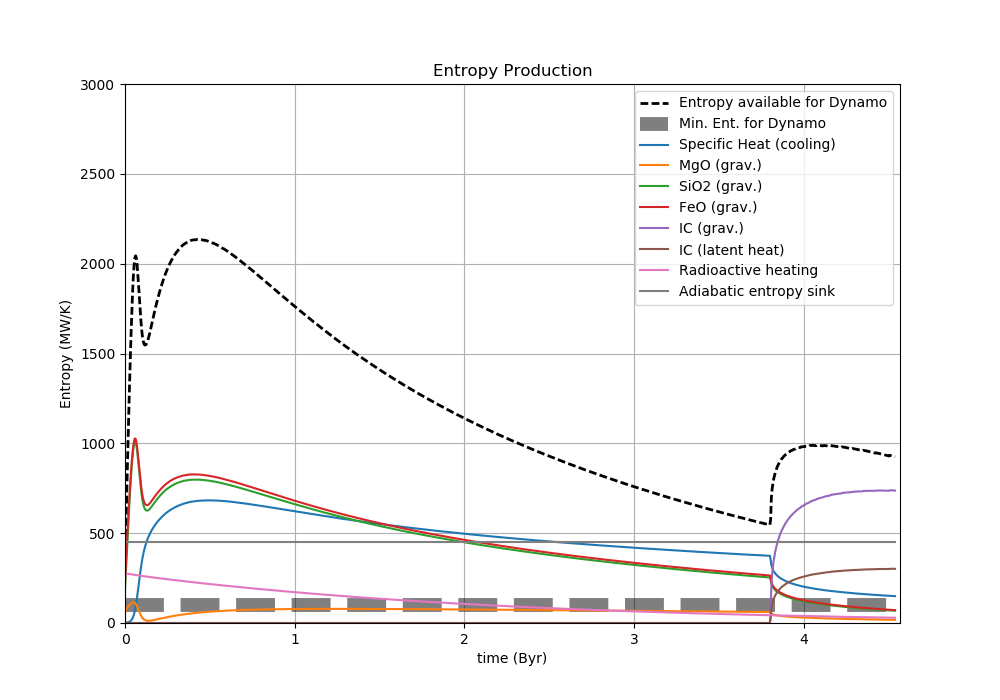 Entropy Production
3000
2500
2000
1500
1000
500
0
Entropy (MW/K)
Entropy available for Dynamo
Min. Ent. for Dynamo
Specific Heat (cooling)
MgO (grav.)
SiO2 (grav.)
FeO (grav.)
IC (grav.)
IC (latent heat)
Radioactive heating
Adiabatic entropy sink
0 1 2 3 4
time (Byr)